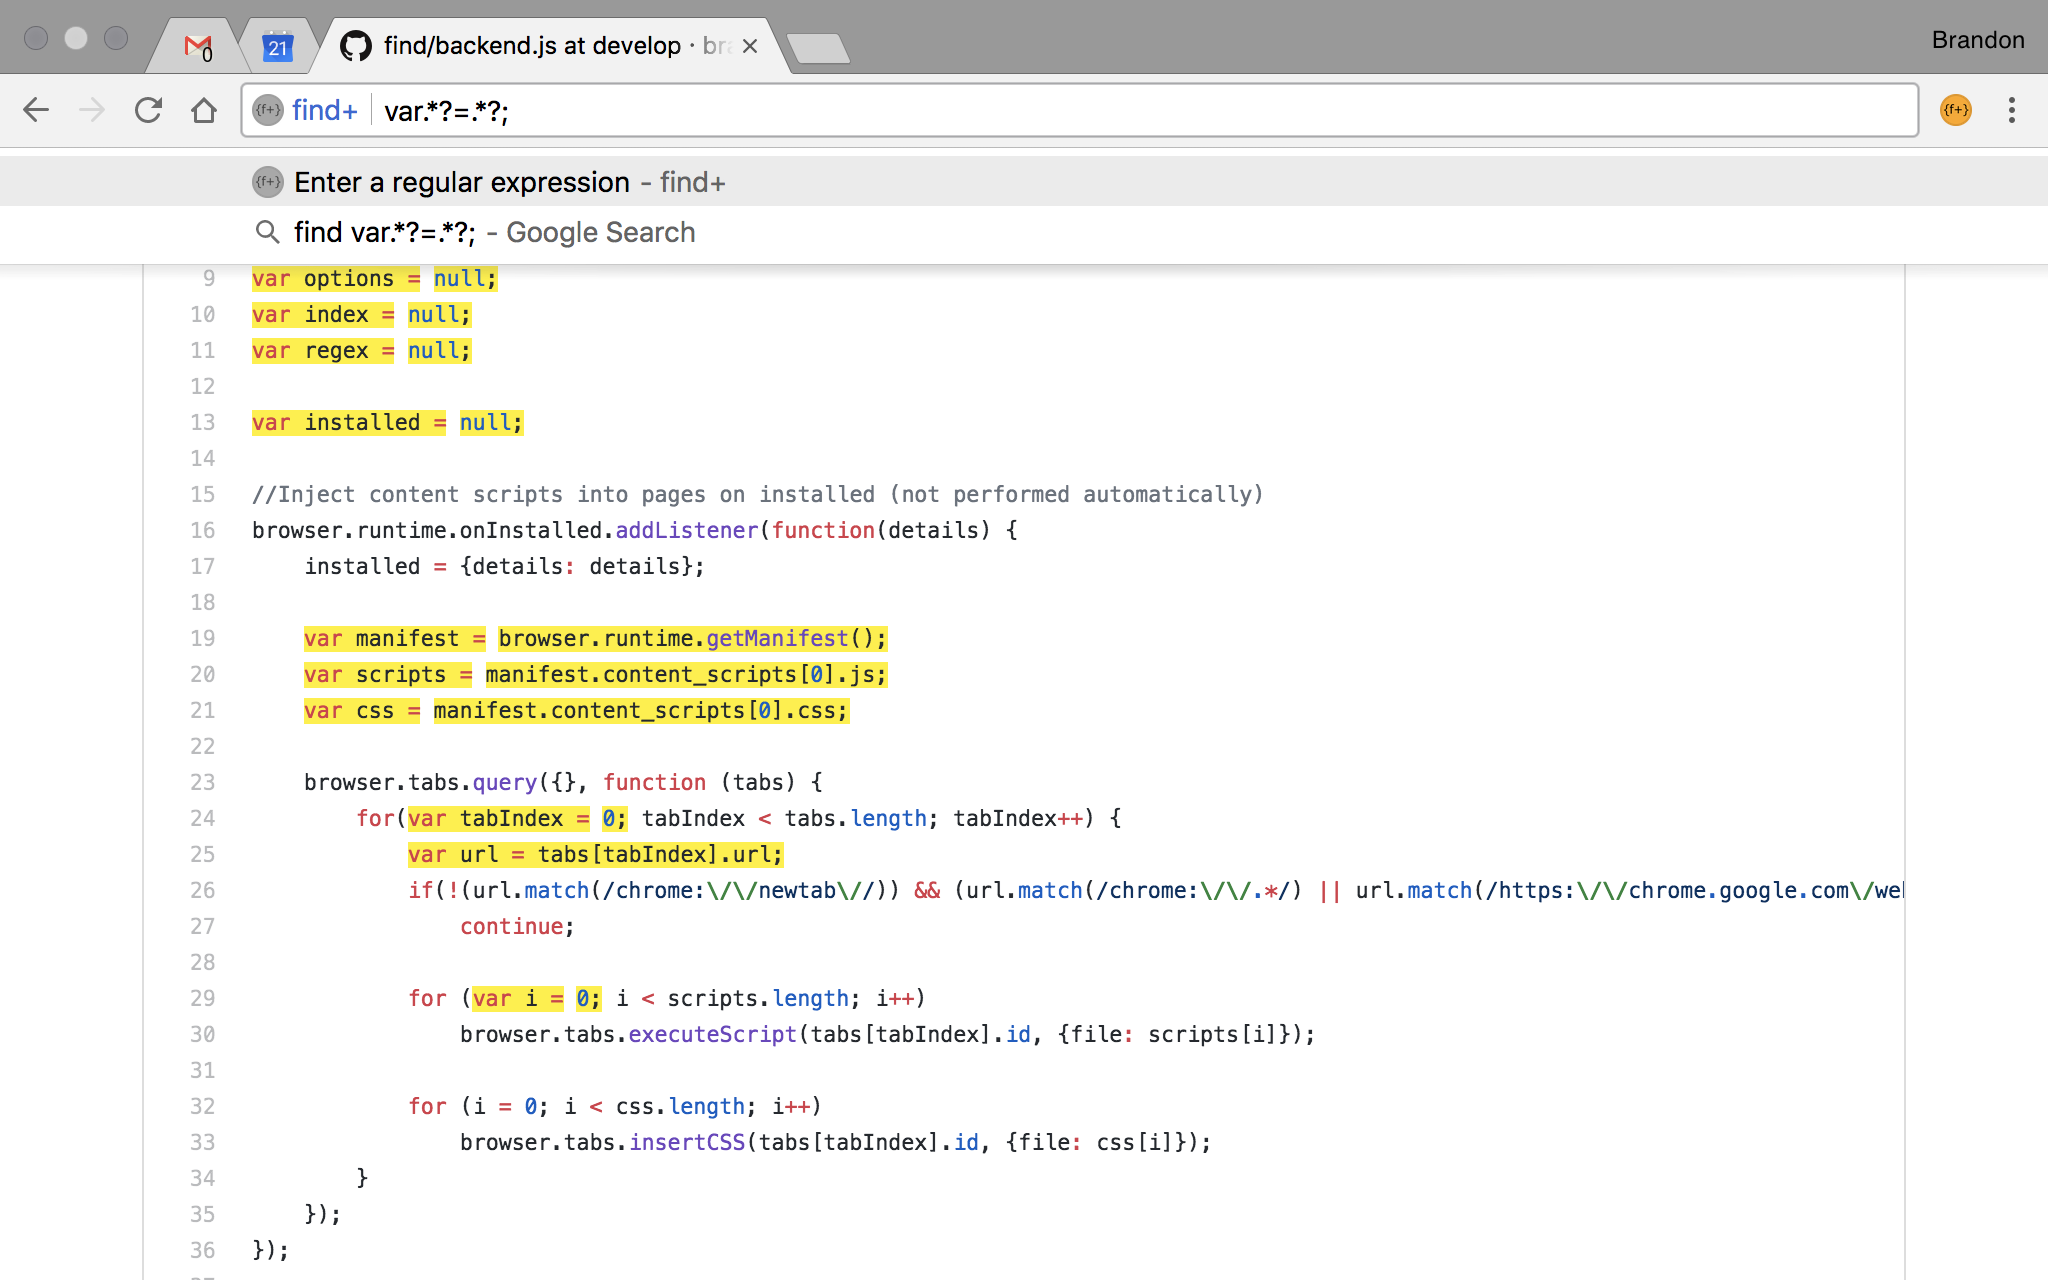 0
21
find/backend.js at develop · bra
Brandon
{f+} find+ var.*?=.*?;
{f+}
{f+} Enter a regular expression - find+
find var.*?=.*?; - Google Search
9 var options = null;
10 var index = null;
11 var regex = null;
12
13 var installed = null;
14
15 //Inject content scripts into pages on installed (not performed automatically)
16 browser.runtime.onInstalled.addListener(function(details) {
17 installed = {details: details};
18
19 var manifest = browser.runtime.getManifest();
20 var scripts = manifest.content_scripts[0].js;
21 var css = manifest.content_scripts[0].css;
22
23 browser.tabs.query({}, function (tabs) {
24 for(var tabIndex = 0; tabIndex < tabs.length; tabIndex++) {
25 var url = tabs[tabIndex].url;
26 if(!(url.match(/chrome:\/\/newtab\//)) && (url.match(/chrome:\/\/.*/) || url.match(/https:\/\/chrome.google.com\/we
27 continue;
28
29 for (var i = 0; i < scripts.length; i++)
30 browser.tabs.executeScript(tabs[tabIndex].id, {file: scripts[i]});
31
32 for (i = 0; i < css.length; i++)
33 browser.tabs.insertCSS(tabs[tabIndex].id, {file: css[i]});
34 }
35 });
36 });